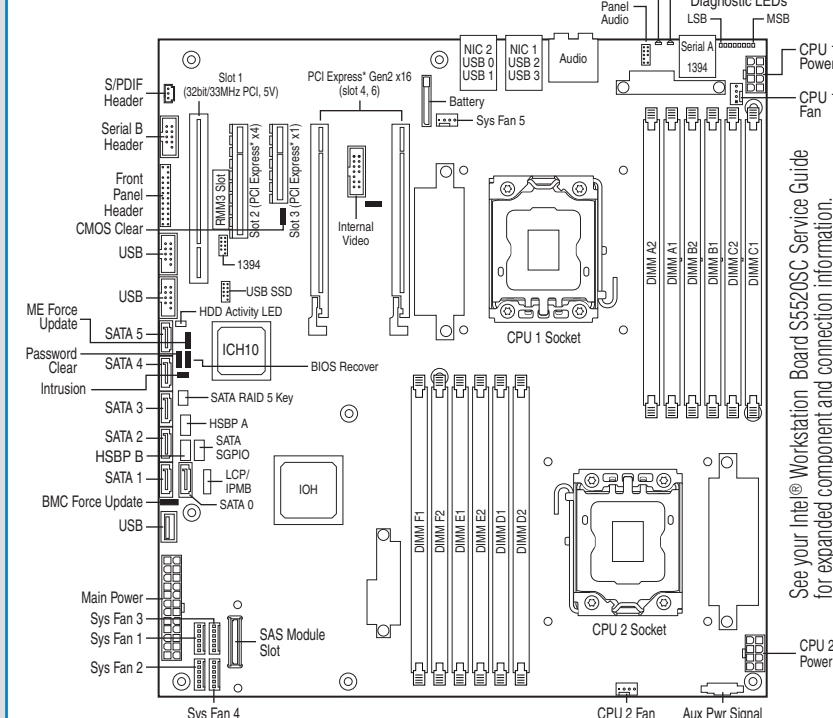 Panel
Audio
Diagnostic LEDs
LSB
MSB
NIC 2
USB 0
USB 1
NIC 1
USB 2
USB 3
Audio
Serial A
1394
CPU 1
Power
CPU 1
Fan
S/PDIF
Header
Slot 1
(32bit/33MHz PCI, 5V)
PCI Express* Gen2 x16
(slot 4, 6)
Battery
Sys Fan 5
Serial B
Header
Front
Panel
Header
CMOS Clear
RMM3 Slot
Slot 2 (PCI Express* x4)
Slot 3 (PCI Express* x1)
Internal
Video
USB
1394
USB
USB SSD
HDD Activity LED
ME Force
Update
SATA 5
ICH10
Password
Clear
SATA 4
BIOS Recover
Intrusion
SATA RAID 5 Key
SATA 3
HSBP A
SATA 2
SATA
SGPIO
HSBP B
SATA 1
LCP/
IPMB
SATA 0
BMC Force Update
USB
IOH
CPU 1 Socket
DIMM A2
DIMM A1
DIMM B2
DIMM B1
DIMM C2
DIMM C1
DIMM F1
DIMM F2
DIMM E1
DIMM E2
DIMM D1
DIMM D2
CPU 2 Socket
Main Power
Sys Fan 3
Sys Fan 1
Sys Fan 2
SAS Module
Slot
Sys Fan 4
CPU 2 Fan
Aux Pwr Signal
CPU 2
Power
See your Intel® Workstation Board S5520SC Service Guide
for expanded component and connection information.